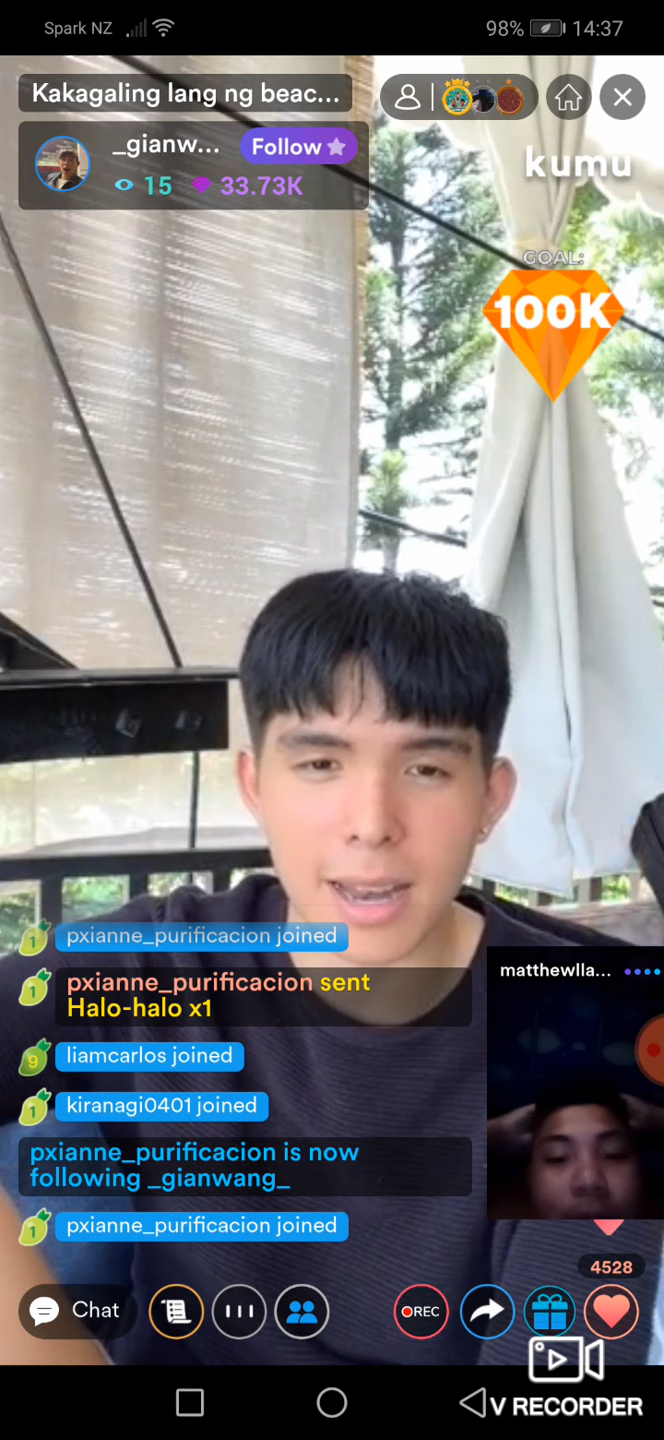 Spark NZ
98%
14:37
Kakagaling lang ng beac...
_gianw...
Follow
15
33.73K
kumu
GOAL:
100K
1 pxianne_purificacion joined
matthewlla...
1 pxianne_purificacion sent
Halo-halo x1
9 liamcarlos joined
1 kiranagi0401 joined
pxianne_purificacion is now
following _gianwang_
1 pxianne_purificacion joined
4528
Chat
REC
V RECORDER